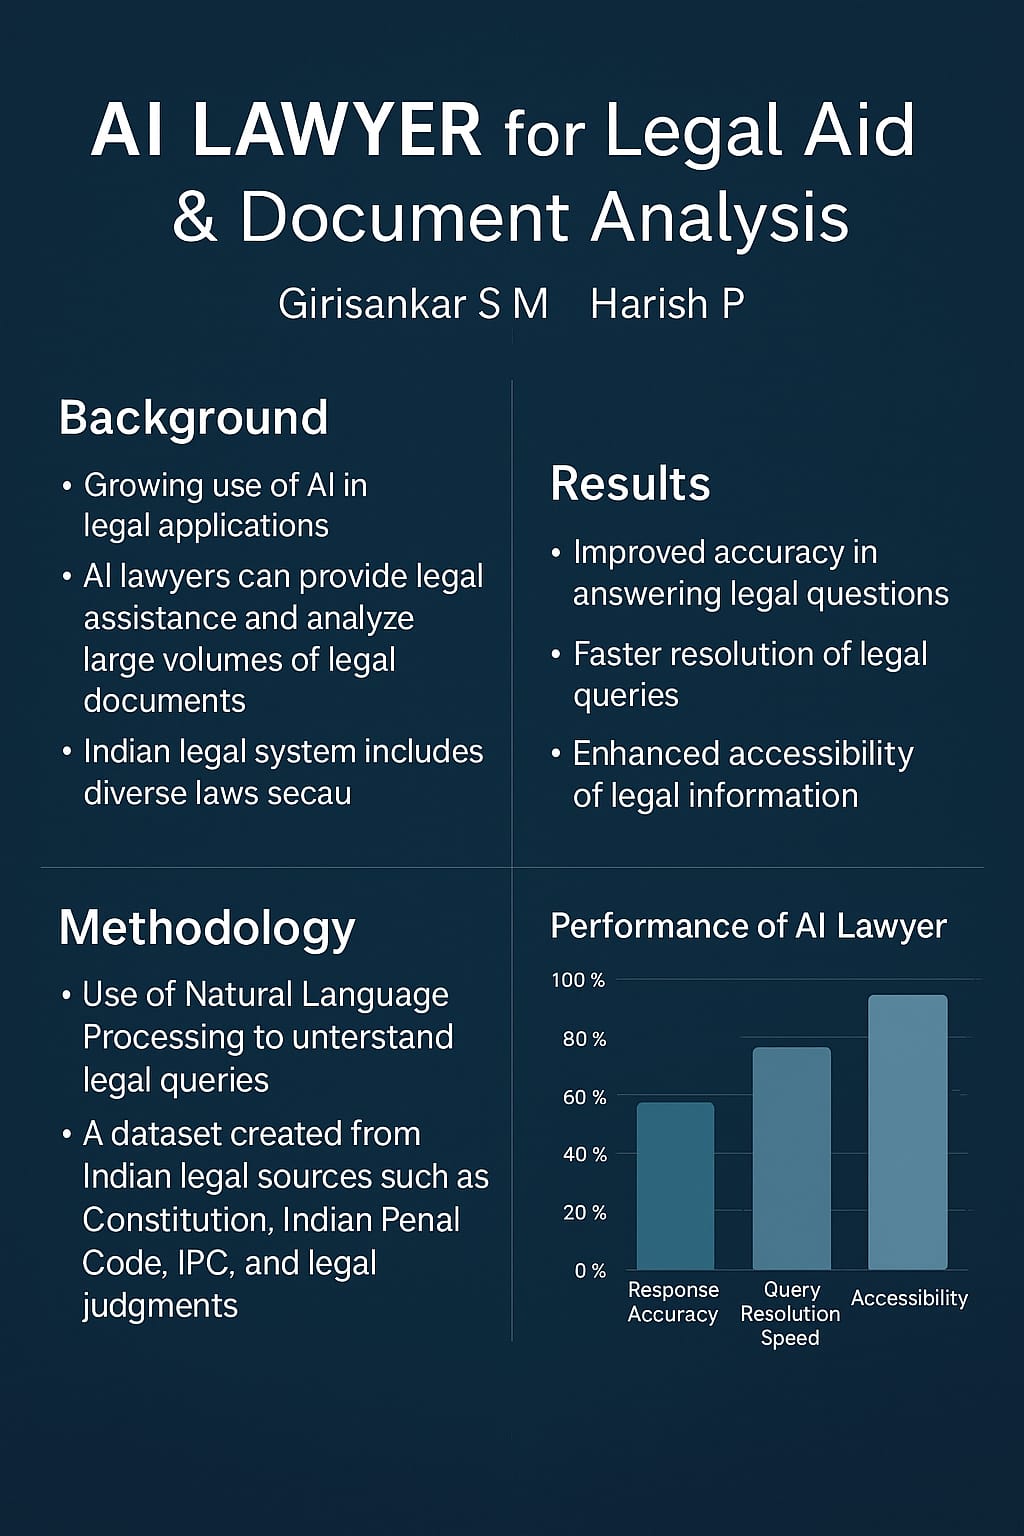 AI LAWYER for Legal Aid
& Document Analysis
Girisankar S M Harish P
Background
• Growing use of AI in
legal applications
• AI lawyers can provide legal
assistance and analyze
large volumes of legal
documents
• Indian legal system includes
diverse laws secau
Methodology
• Use of Natural Language
Processing to unterstand
legal queries
• A dataset created from
Indian legal sources such as
Constitution, Indian Penal
Code, IPC, and legal
judgments
Results
• Improved accuracy in
answering legal questions
• Faster resolution of legal
queries
• Enhanced accessibility
of legal information
Performance of AI Lawyer
100 %
80 %
60 %
40 %
20 %
0 %
Response
Accuracy
Query
Resolution
Speed
Accessibility